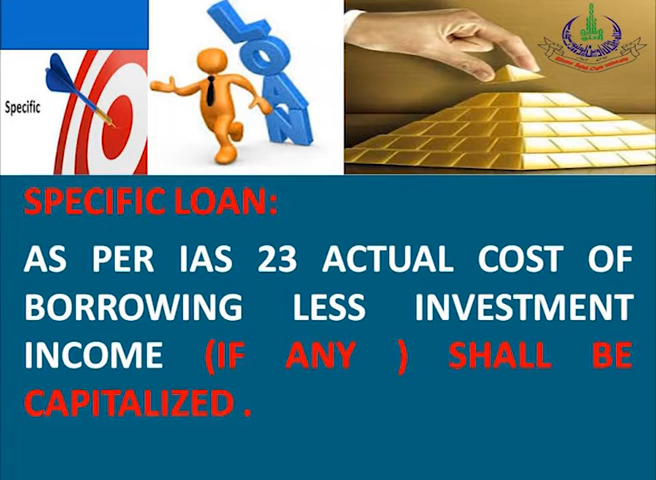 Specific
LOAN
SPECIFIC LOAN:
AS PER IAS 23 ACTUAL COST OF
BORROWING LESS INVESTMENT
INCOME (IF ANY ) SHALL BE
CAPITALIZED .